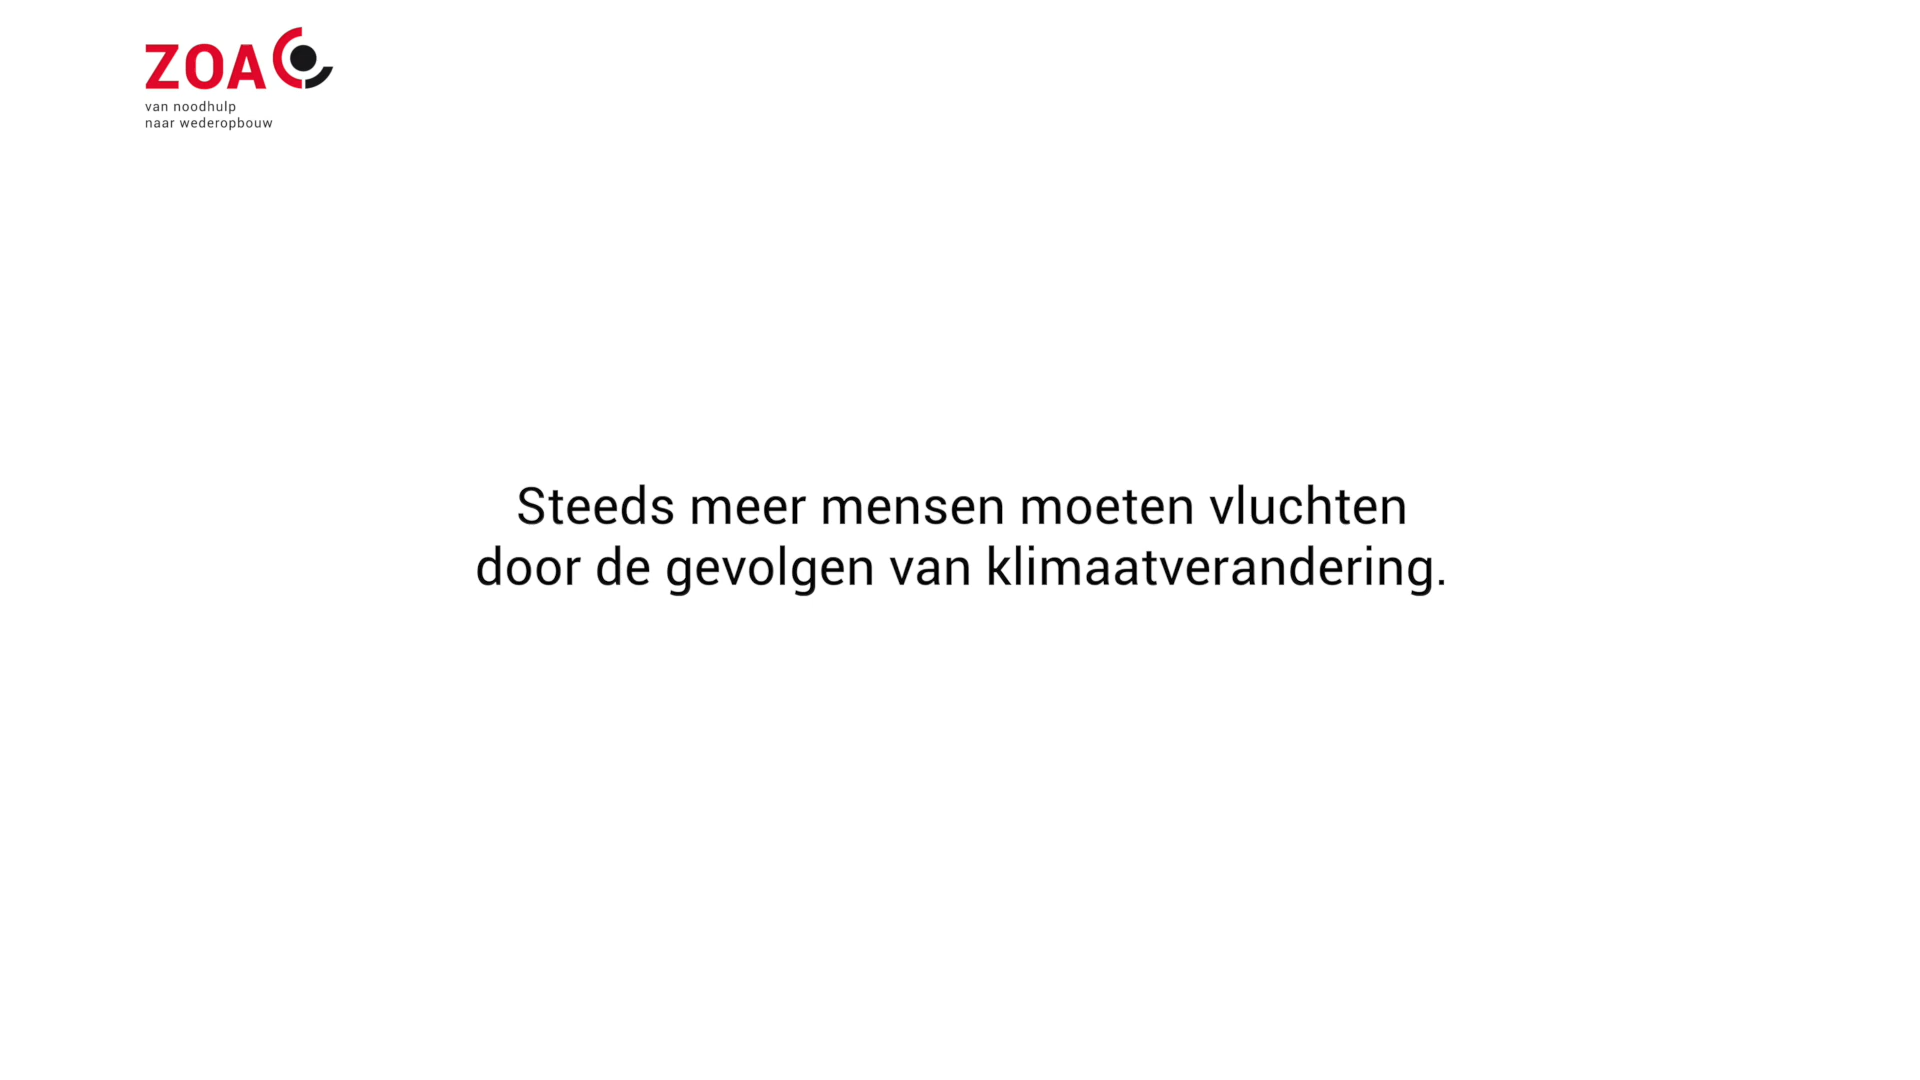 ZOA
van noodhulp
naar wederopbouw
Steeds meer mensen moeten vluchten
door de gevolgen van klimaatverandering.